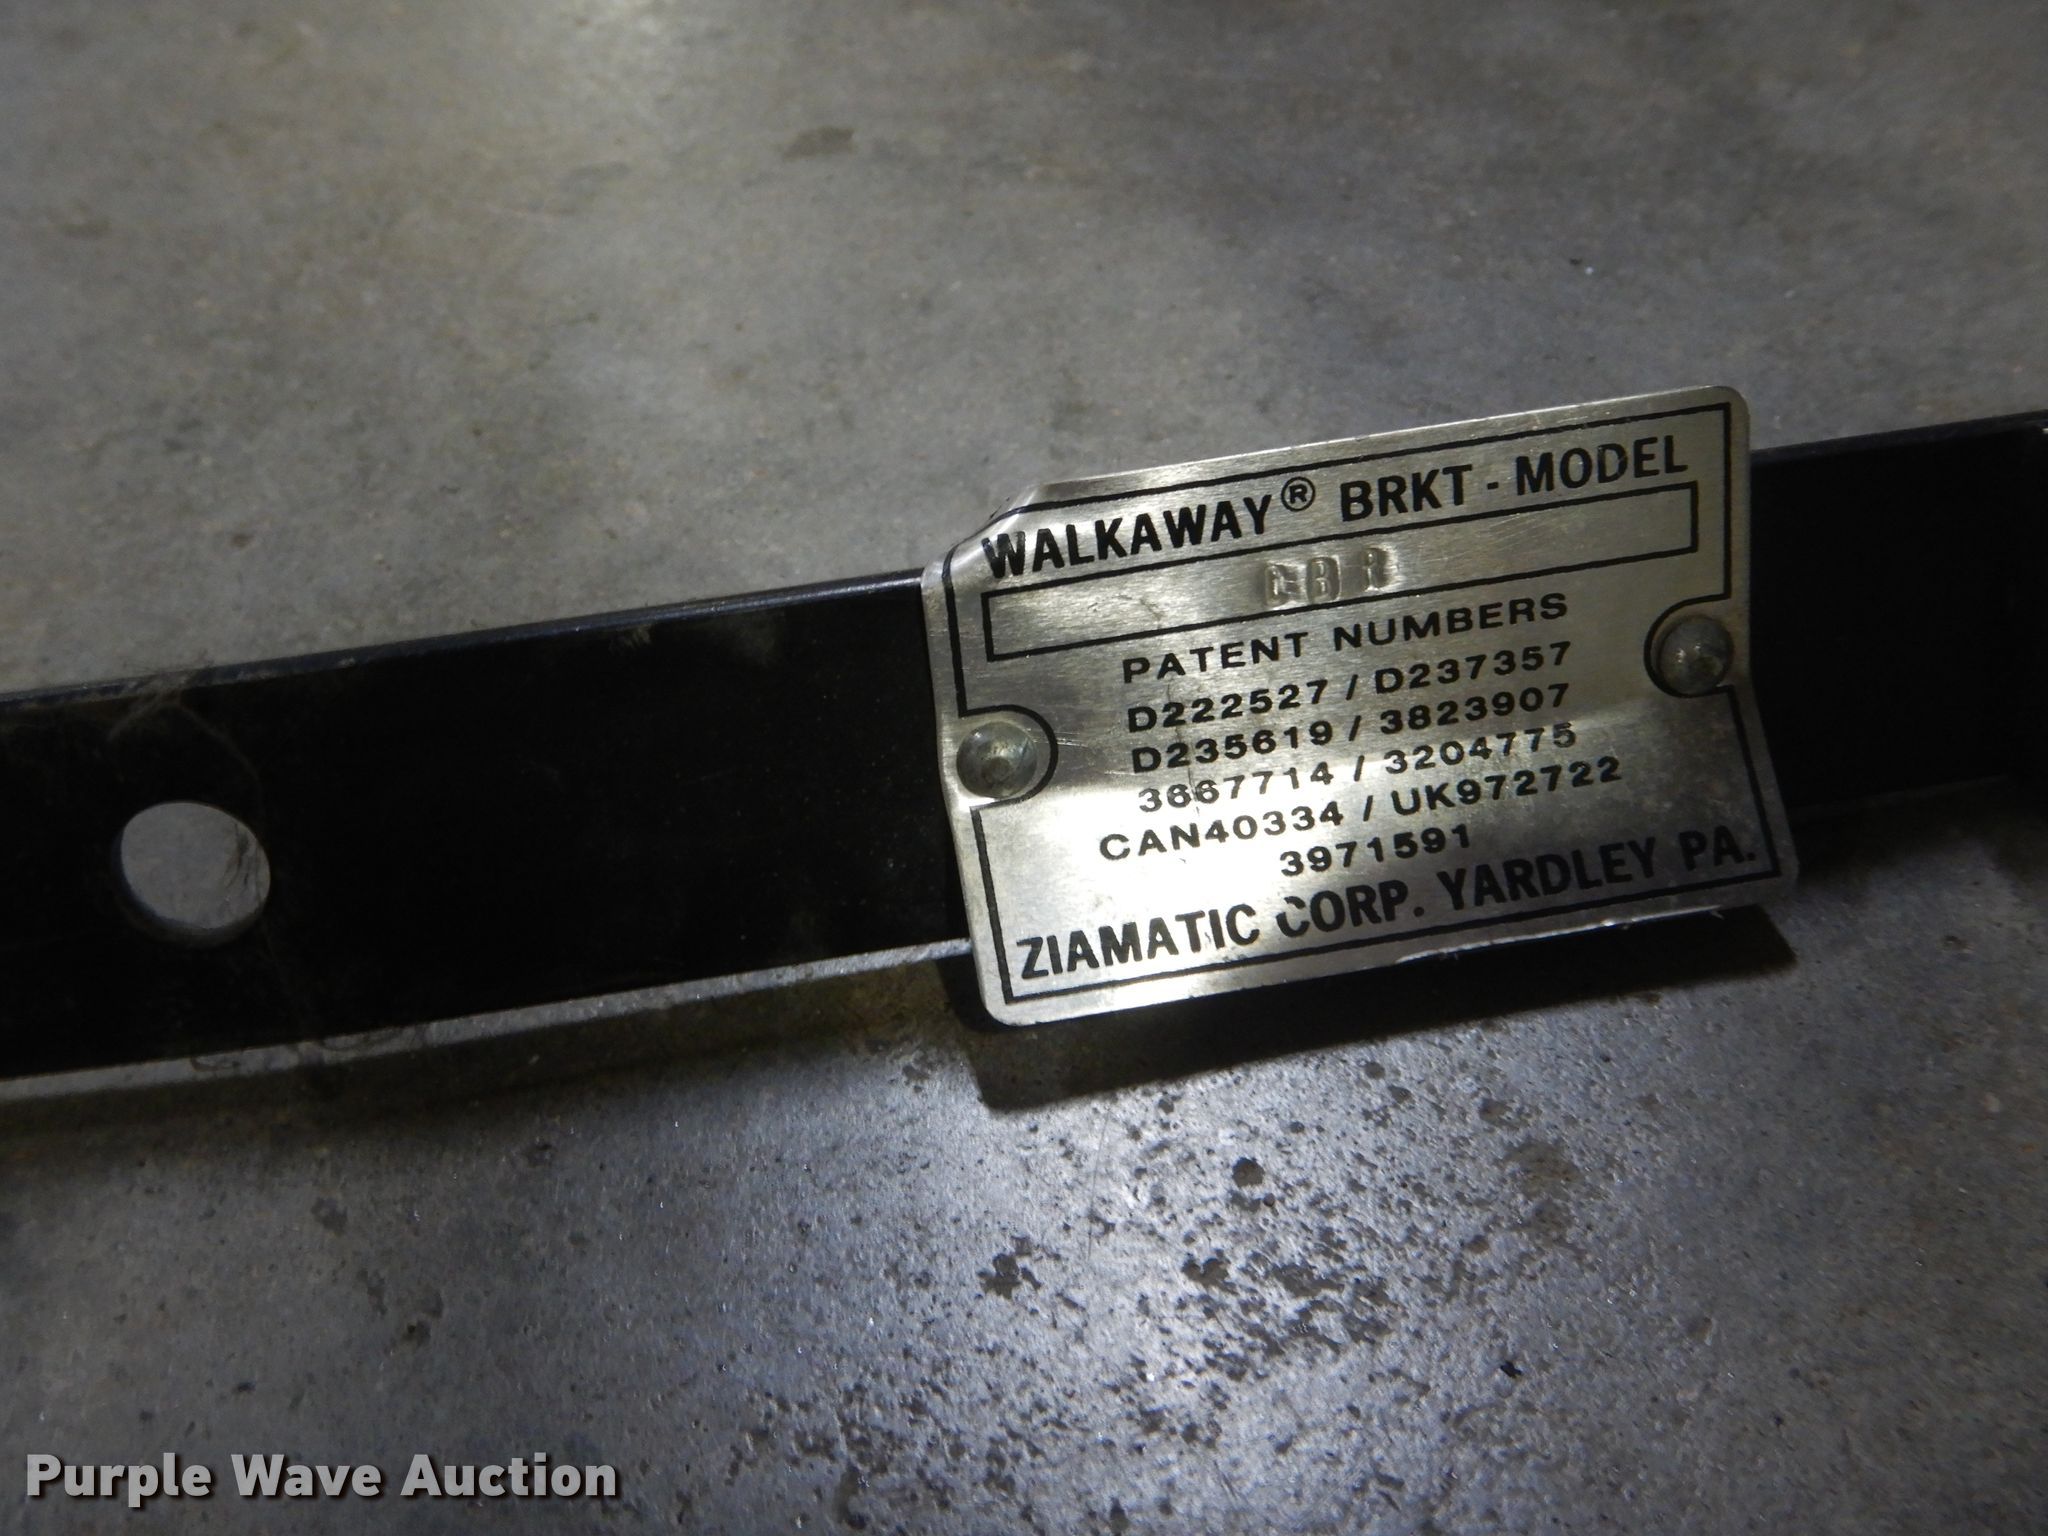 WALKAWAY® BRKT - MODEL
PATENT NUMBERS
D222527 / D237357
D235619 / 3823907
3667714 / 3204775
CAN40334 / UK972722
3971591
ZIAMATIC CORP. YARDLEY PA.
Purple Wave Auction